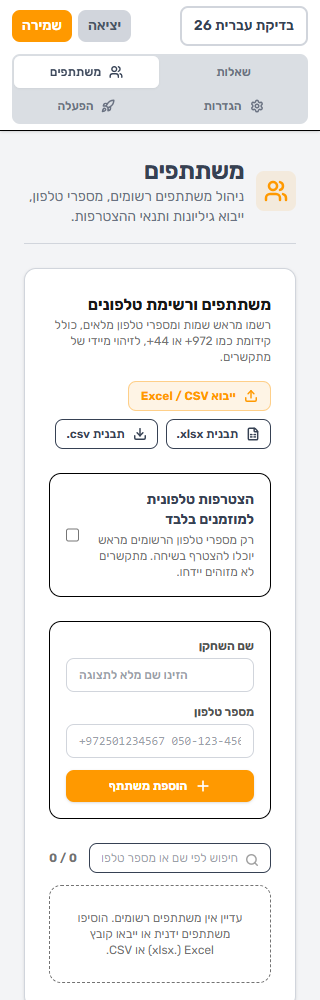 בדיקת עברית 26
יציאה
שמירה
שאלות
משתתפים
הגדרות
הפעלה
משתתפים
ניהול משתתפים רשומים, מספרי טלפון,
ייבוא גיליונות ותנאי ההצטרפות.
משתתפים ורשימת טלפונים
רשמו מראש שמות ומספרי טלפון מלאים, כולל
קידומת כמו 972+ או 44+, לזיהוי מיידי של
מתקשרים.
ייבוא Excel / CSV
תבנית xlsx.
תבנית csv.
הצטרפות טלפונית
למוזמנים בלבד
רק מספרי טלפון הרשומים מראש
יוכלו להצטרף בשיחה. מתקשרים
לא מזוהים יידחו.
שם השחקן
הזינו שם מלא לתצוגה
מספר טלפון
+972501234567 050-123-456
הוספת משתתף
חיפוש לפי שם או מספר טלפו
0 / 0
עדיין אין משתתפים רשומים. הוסיפו
משתתפים ידנית או ייבאו קובץ
Excel (.xlsx) או CSV.